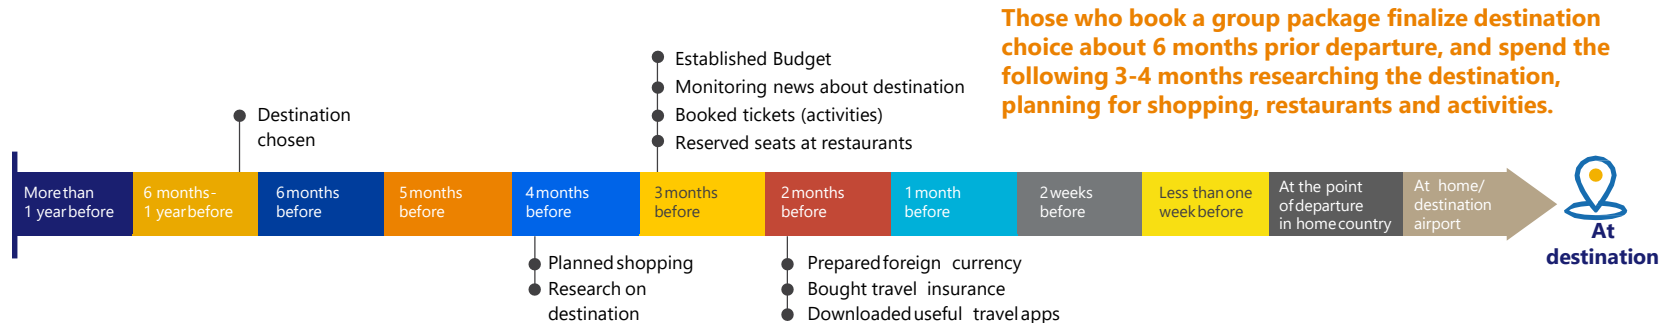 Those who book a group package finalize destination
choice about 6 months prior departure, and spend the
following 3-4 months researching the destination,
planning for shopping, restaurants and activities.
Established Budget
Monitoring news about destination
Booked tickets (activities)
Reserved seats at restaurants
Destination
chosen
More than
1 year before
6 months-
1 year before
6 months
before
5 months
before
4 months
before
3 months
before
2 months
before
1 month
before
2 weeks
before
Less than one
week before
At the point
of departure
in home country
At home/
destination
airport
At
destination
Planned shopping
Research on
destination
Prepared foreign currency
Bought travel insurance
Downloaded useful travel apps